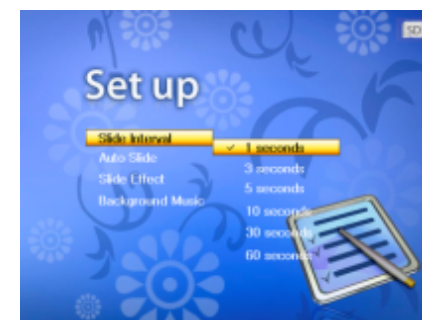 SD
Set up
Slide Interval
Auto Slide
Slide Effect
Background Music
✓ 1 seconds
3 seconds
5 seconds
10 seconds
30 seconds
60 seconds